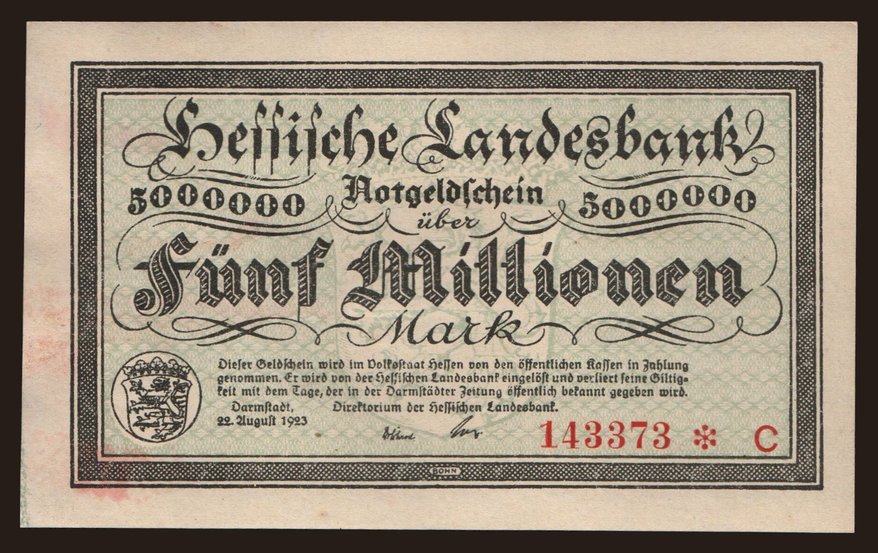 Hessische Landesbank
5000000 Notgeldschein 5000000
über
Fünf Millionen
Mark
Dieser Geldschein wird im Volksstaat Hessen von den öffentlichen Kassen in Zahlung
genommen. Er wird von der Hessischen Landesbank eingelöst und verliert seine Giltig-
keit mit dem Tage, der in der Darmstädter Zeitung öffentlich bekannt gegeben wird.
Darmstadt, Direktorium der Hessischen Landesbank.
22. August 1923
143373 * C
BOHN